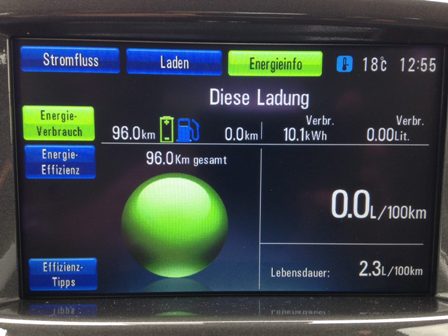 Stromfluss Laden Energieinfo 18°c 12:55
Diese Ladung
Energie-
Verbrauch
96.0km 0.0km
Verbr.
10.1kWh
Verbr.
0.00Lit.
Energie-
Effizienz
96.0Km gesamt
0.0L/100km
Effizienz-
Tipps
Lebensdauer: 2.3L/100km